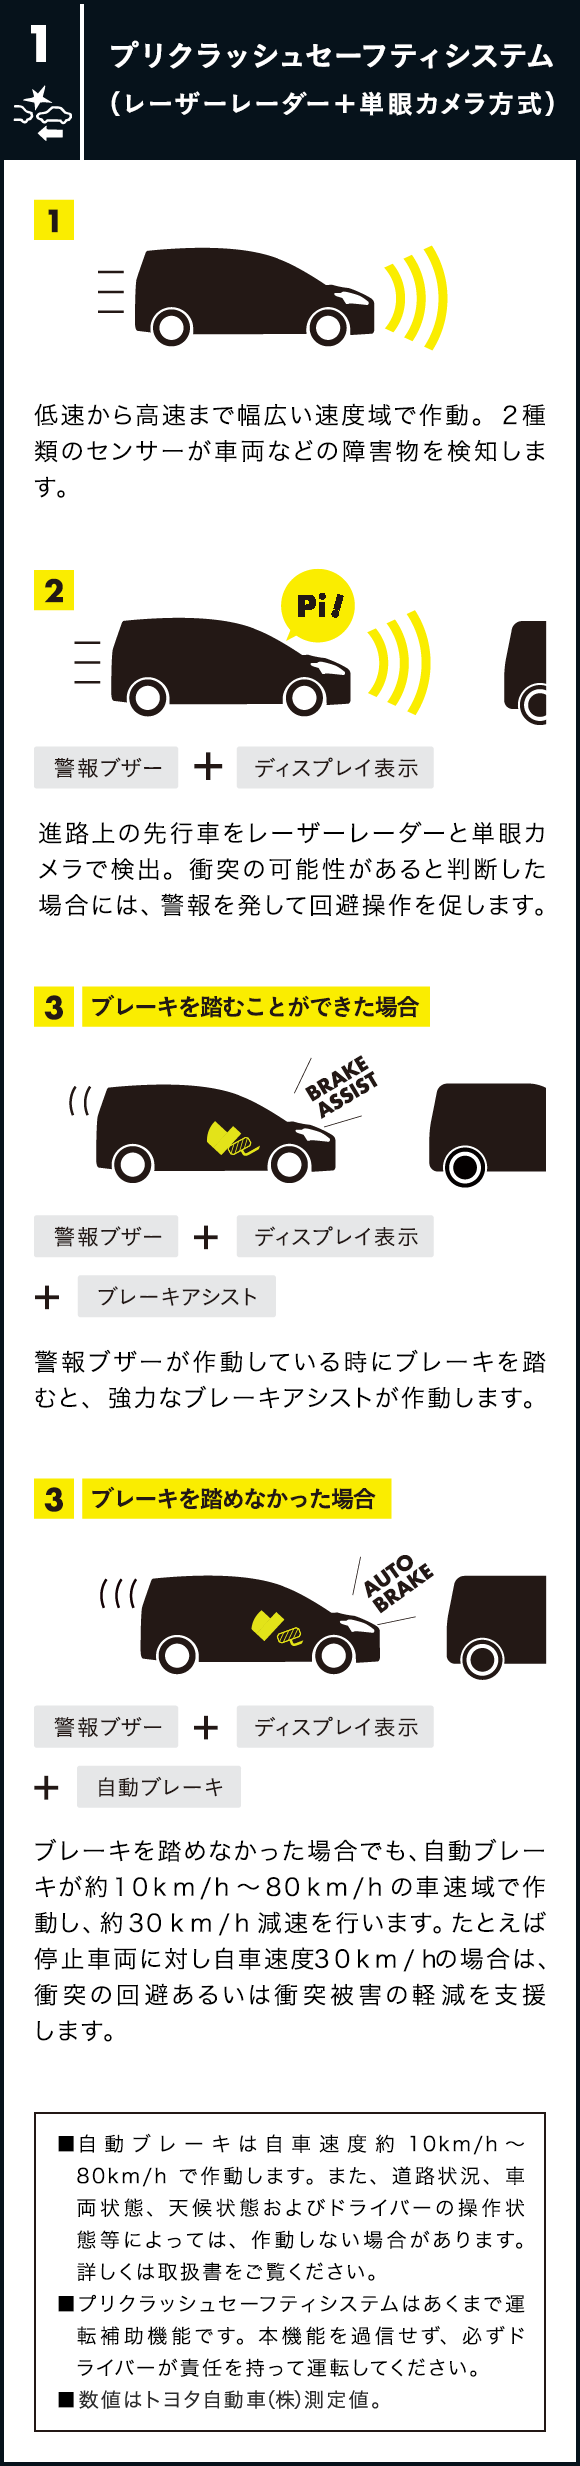 1
プリクラッシュセーフティシステム
（レーザーレーダー＋単眼カメラ方式）
1
低速から高速まで幅広い速度域で作動。２種
類のセンサーが車両などの障害物を検知しま
す。
2
Pi!
警報ブザー ＋ ディスプレイ表示
進路上の先行車をレーザーレーダーと単眼カ
メラで検出。衝突の可能性があると判断した
場合には、警報を発して回避操作を促します。
3 ブレーキを踏むことができた場合
BRAKE
ASSIST
警報ブザー ＋ ディスプレイ表示
＋ ブレーキアシスト
警報ブザーが作動している時にブレーキを踏
むと、強力なブレーキアシストが作動します。
3 ブレーキを踏めなかった場合
AUTO
BRAKE
警報ブザー ＋ ディスプレイ表示
＋ 自動ブレーキ
ブレーキを踏めなかった場合でも、自動ブレー
キが約10km/h～80km/hの車速域で作
動し、約30km/h減速を行います。たとえば
停止車両に対し自車速度30km/hの場合は、
衝突の回避あるいは衝突被害の軽減を支援
します。
■自動ブレーキは自車速度約10km/h～
80km/hで作動します。また、道路状況、車
両状態、天候状態およびドライバーの操作状
態等によっては、作動しない場合があります。
詳しくは取扱書をご覧ください。
■プリクラッシュセーフティシステムはあくまで運
転補助機能です。本機能を過信せず、必ずド
ライバーが責任を持って運転してください。
■数値はトヨタ自動車(株)測定値。